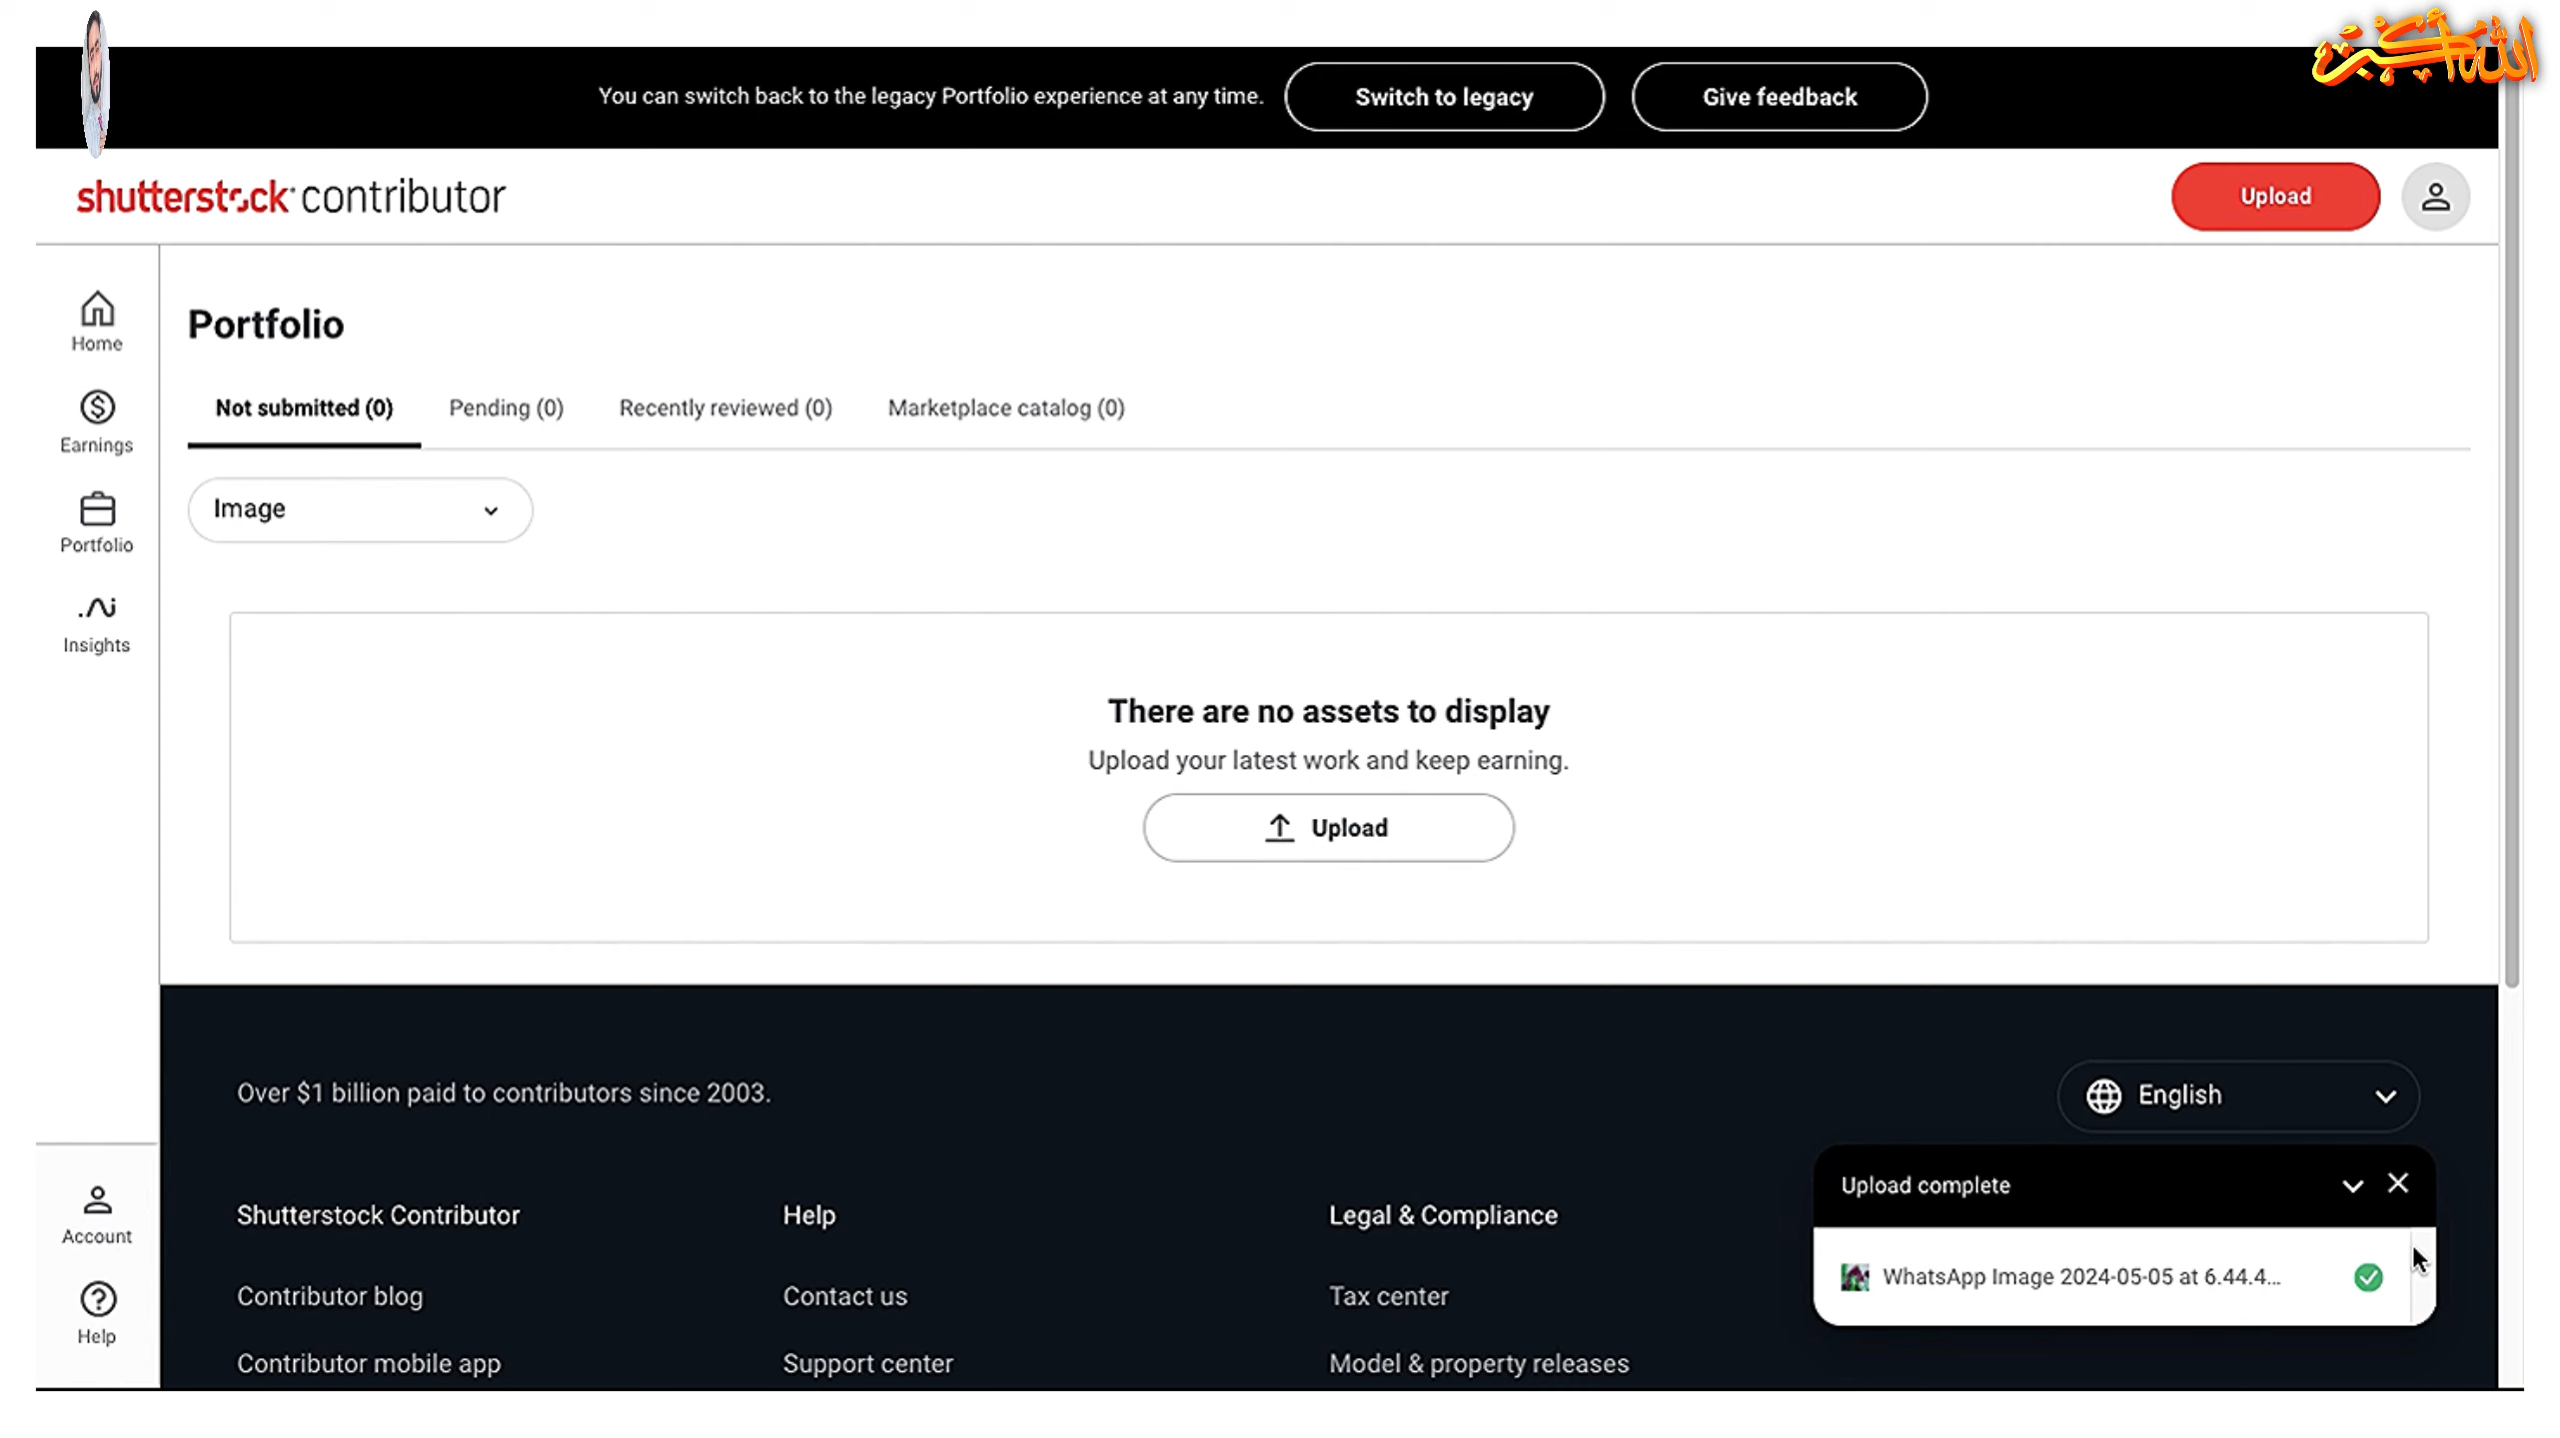 الله أكبر
You can switch back to the legacy Portfolio experience at any time.
Switch to legacy
Give feedback
shutterstock contributor
Upload
Home
Earnings
Portfolio
Insights
Portfolio
Not submitted (0)
Pending (0)
Recently reviewed (0)
Marketplace catalog (0)
Image
There are no assets to display
Upload your latest work and keep earning.
Upload
Over $1 billion paid to contributors since 2003.
English
Account
Help
Shutterstock Contributor
Contributor blog
Contributor mobile app
Help
Contact us
Support center
Legal & Compliance
Tax center
Model & property releases
Upload complete
WhatsApp Image 2024-05-05 at 6.44.4...